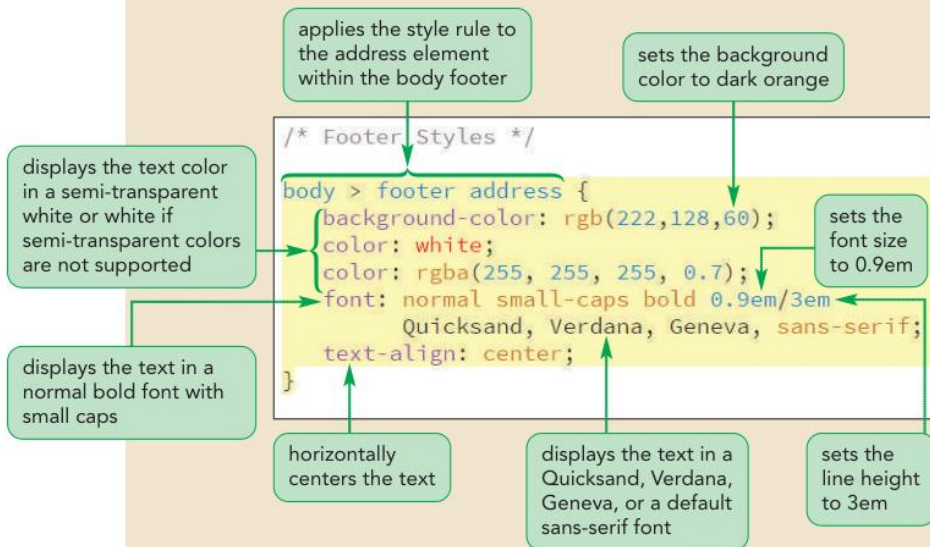 applies the style rule to
the address element
within the body footer
sets the background
color to dark orange
/* Footer Styles */
displays the text color
in a semi-transparent
white or white if
semi-transparent colors
are not supported
body > footer address {
background-color: rgb(222,128,60);
color: white;
color: rgba(255, 255, 255, 0.7);
font: normal small-caps bold 0.9em/3em
Quicksand, Verdana, Geneva, sans-serif;
text-align: center;
}
sets the
font size
to 0.9em
displays the text in a
normal bold font with
small caps
horizontally
centers the text
displays the text in a
Quicksand, Verdana,
Geneva, or a default
sans-serif font
sets the
line height
to 3em